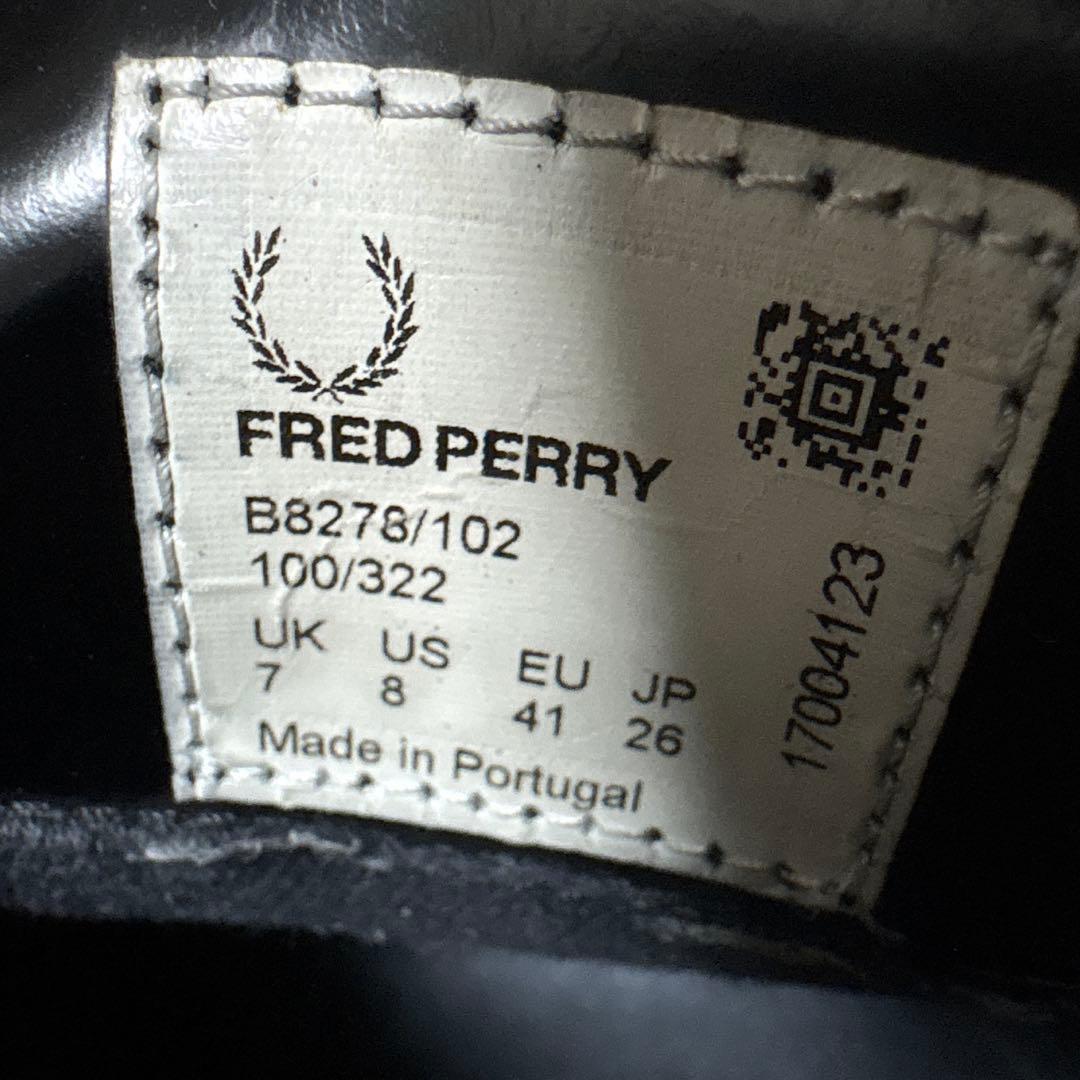 FRED PERRY
B8278/102
100/322
UK US EU JP
7 8 41 26
Made in Portugal
17004123